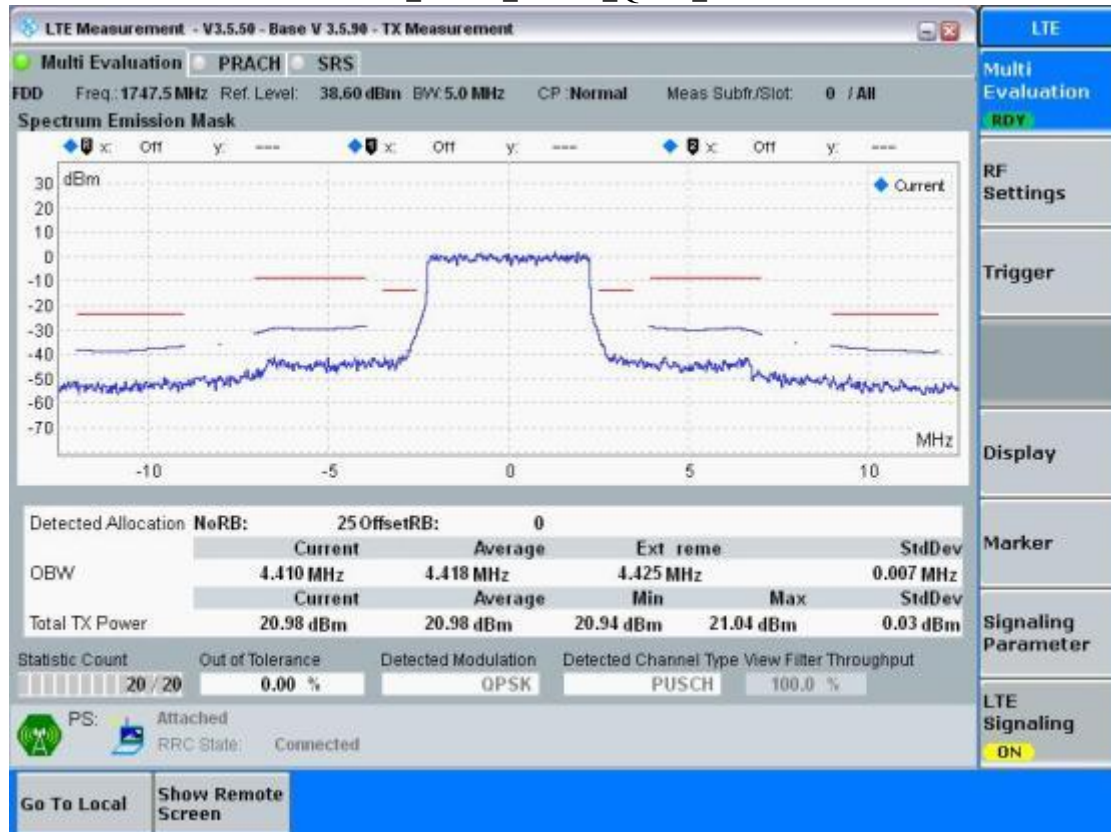 LTE Measurement - V3.5.50 - Base V 3.5.90 - TX Measurement
LTE
Multi Evaluation PRACH SRS
Multi Evaluation
RDY
FDD Freq.: 1747.5 MHz Ref. Level: 38.60 dBm BW: 5.0 MHz CP : Normal Meas Subfr/Slot: 0 / All
Spectrum Emission Mask
x: Off y: --- x: Off y: --- x: Off y: ---
dBm
Current
30
20
10
0
-10
-20
-30
-40
-50
-60
-70
MHz
-10 -5 0 5 10
RF Settings
Trigger
Display
Marker
Signaling Parameter
LTE Signaling
ON
Detected Allocation NoRB: 25 OffsetRB: 0
Current Average Ext reme StdDev
OBW 4.410 MHz 4.418 MHz 4.425 MHz 0.007 MHz
Current Average Min Max StdDev
Total TX Power 20.98 dBm 20.98 dBm 20.94 dBm 21.04 dBm 0.03 dBm
Statistic Count Out of Tolerance Detected Modulation Detected Channel Type View Filter Throughput
20 / 20 0.00 % QPSK PUSCH 100.0 %
PS: Attached
RRC State: Connected
Go To Local
Show Remote Screen